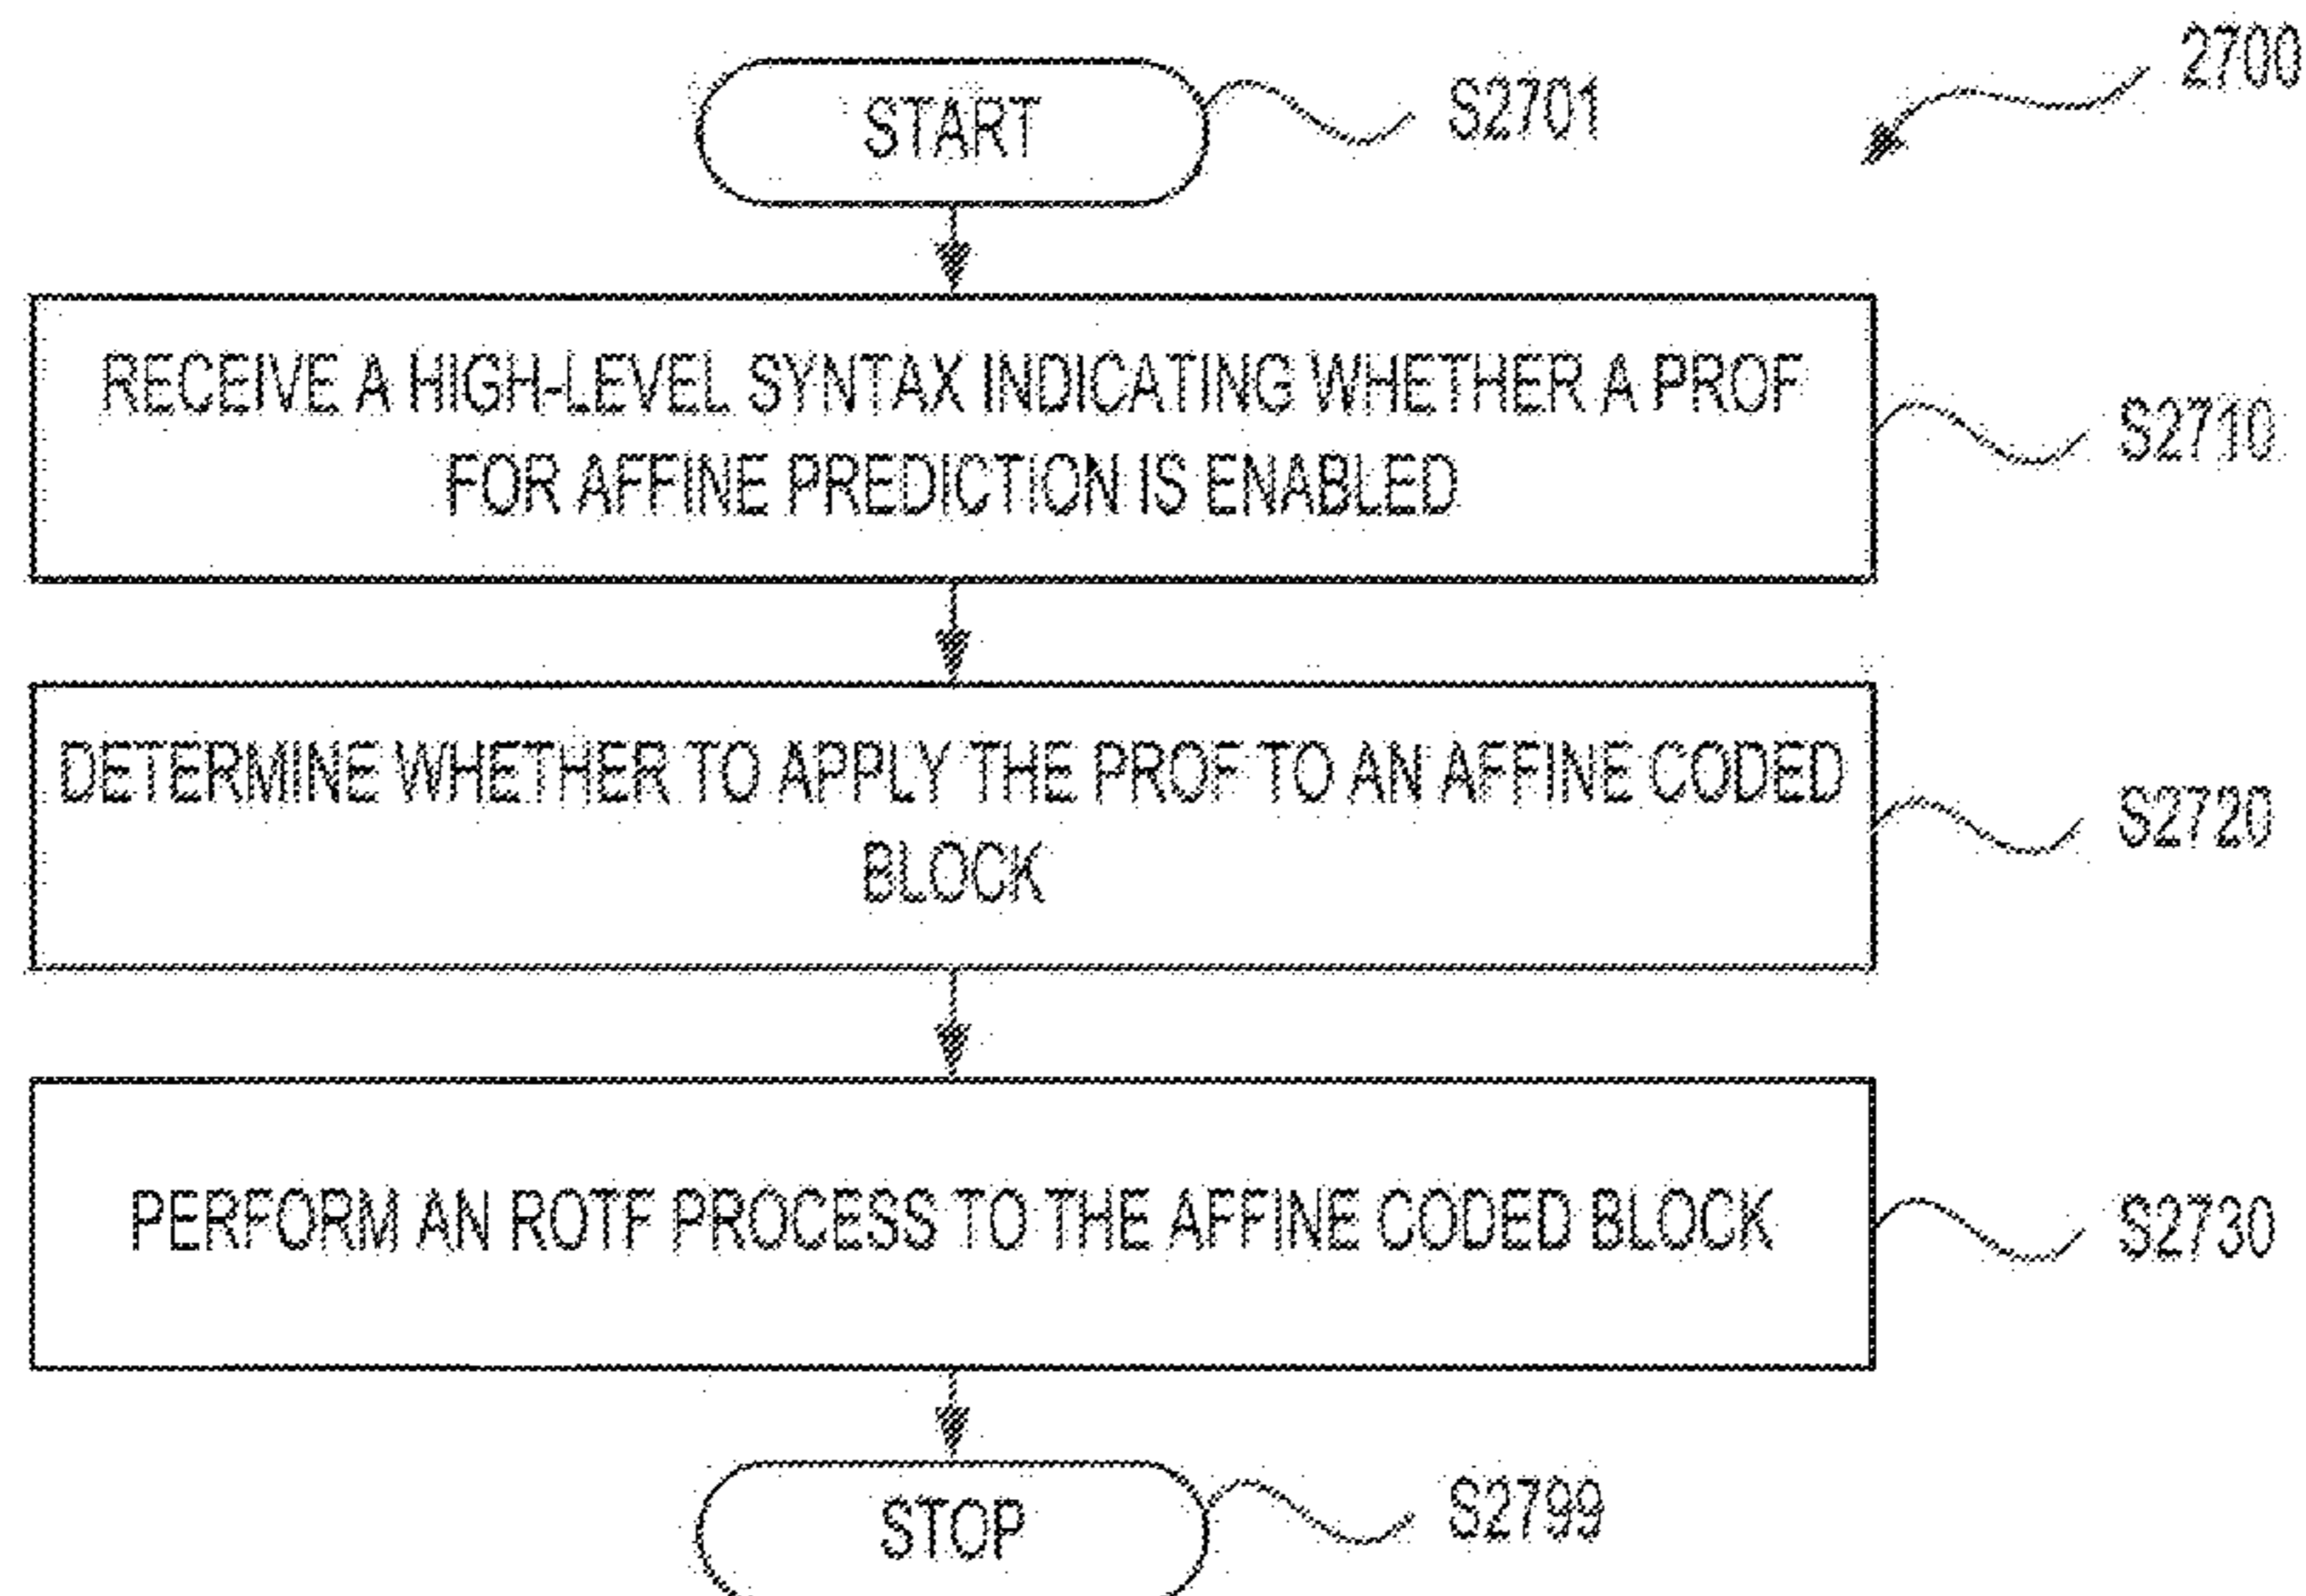 2700
START
S2701
RECEIVE A HIGH-LEVEL SYNTAX INDICATING WHETHER A PROF
FOR AFFINE PREDICTION IS ENABLED
S2710
DETERMINE WHETHER TO APPLY THE PROF TO AN AFFINE CODED
BLOCK
S2720
PERFORM AN ROTF PROCESS TO THE AFFINE CODED BLOCK
S2730
STOP
S2799